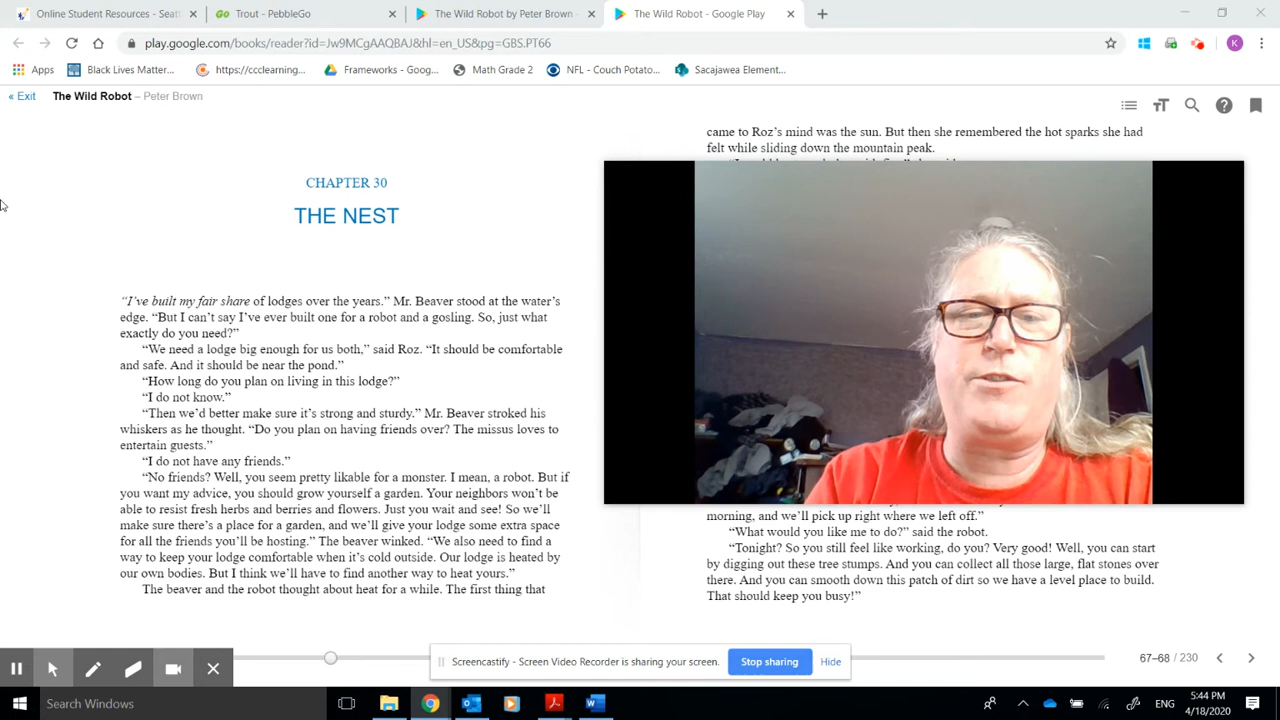 Online Student Resources - Seatt
Trout - PebbleGo
The Wild Robot by Peter Brown -
The Wild Robot - Google Play
play.google.com/books/reader?id=Jw9MCgAAQBAJ&hl=en_US&pg=GBS.PT66
K
Apps
Black Lives Matter...
https://ccclearning...
Frameworks - Goog...
Math Grade 2
NFL - Couch Potato...
Sacajawea Element...
« Exit
The Wild Robot – Peter Brown
CHAPTER 30
THE NEST
“I’ve built my fair share of lodges over the years.” Mr. Beaver stood at the water’s
edge. “But I can’t say I’ve ever built one for a robot and a gosling. So, just what
exactly do you need?”
“We need a lodge big enough for us both,” said Roz. “It should be comfortable
and safe. And it should be near the pond.”
“How long do you plan on living in this lodge?”
“I do not know.”
“Then we’d better make sure it’s strong and sturdy.” Mr. Beaver stroked his
whiskers as he thought. “Do you plan on having friends over? The missus loves to
entertain guests.”
“I do not have any friends.”
“No friends? Well, you seem pretty likable for a monster. I mean, a robot. But if
you want my advice, you should grow yourself a garden. Your neighbors won’t be
able to resist fresh herbs and berries and flowers. Just you wait and see! So we’ll
make sure there’s a place for a garden, and we’ll give your lodge some extra space
for all the friends you’ll be hosting.” The beaver winked. “We also need to find a
way to keep your lodge comfortable when it’s cold outside. Our lodge is heated by
our own bodies. But I think we’ll have to find another way to heat yours.”
The beaver and the robot thought about heat for a while. The first thing that
came to Roz’s mind was the sun. But then she remembered the hot sparks she had
felt while sliding down the mountain peak.
morning, and we’ll pick up right where we left off.”
“What would you like me to do?” said the robot.
“Tonight? So you still feel like working, do you? Very good! Well, you can start
by digging out these tree stumps. And you can collect all those large, flat stones over
there. And you can smooth down this patch of dirt so we have a level place to build.
That should keep you busy!”
Screencastify - Screen Video Recorder is sharing your screen.
Stop sharing
Hide
67–68 / 230
Search Windows
ENG
5:44 PM
4/18/2020